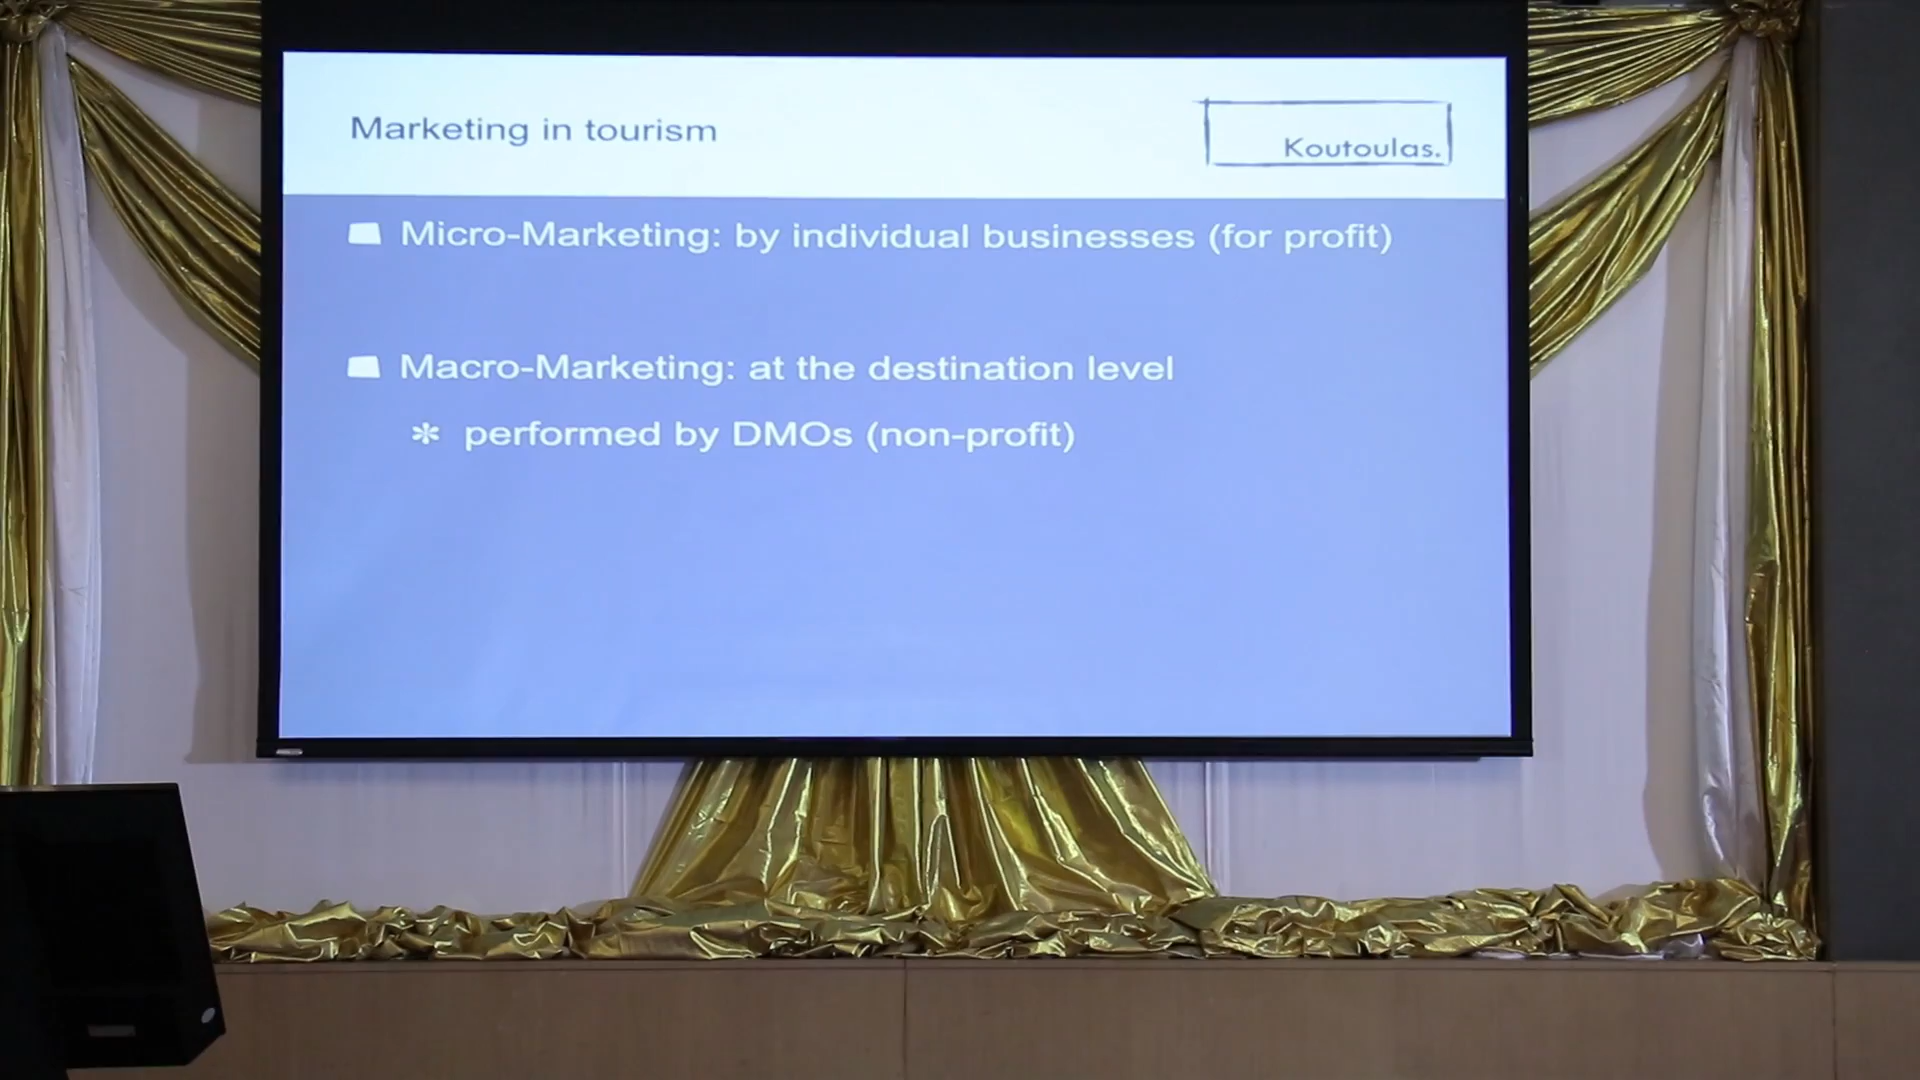 Marketing in tourism
Koutoulas.
Micro-Marketing: by individual businesses (for profit)
Macro-Marketing: at the destination level
performed by DMOs (non-profit)